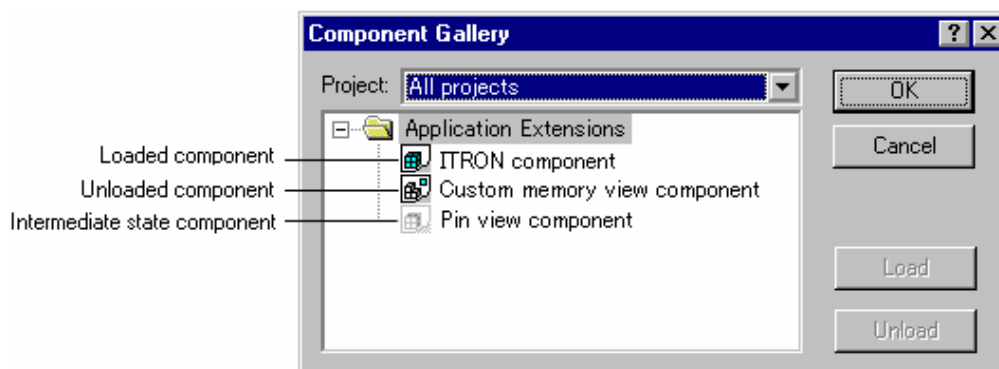 Component Gallery
Project: All projects
OK
Application Extensions
Cancel
Loaded component
ITRON component
Unloaded component
Custom memory view component
Intermediate state component
Pin view component
Load
Unload